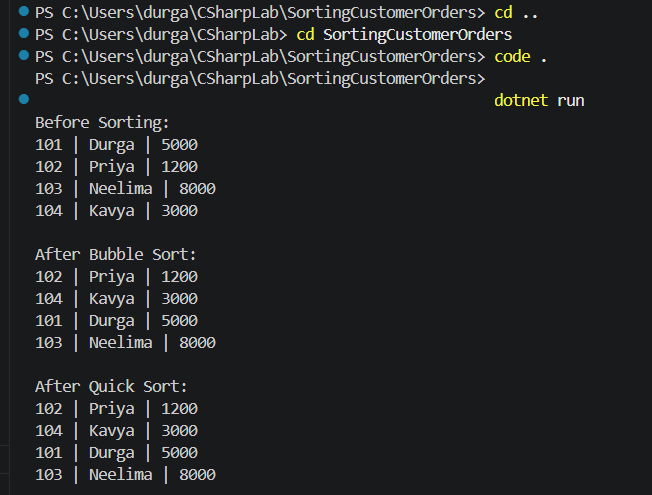 PS C:\Users\durga\CSharpLab\SortingCustomerOrders> cd ..
PS C:\Users\durga\CSharpLab> cd SortingCustomerOrders
PS C:\Users\durga\CSharpLab\SortingCustomerOrders> code .
PS C:\Users\durga\CSharpLab\SortingCustomerOrders>
dotnet run
Before Sorting:
101 | Durga | 5000
102 | Priya | 1200
103 | Neelima | 8000
104 | Kavya | 3000
After Bubble Sort:
102 | Priya | 1200
104 | Kavya | 3000
101 | Durga | 5000
103 | Neelima | 8000
After Quick Sort:
102 | Priya | 1200
104 | Kavya | 3000
101 | Durga | 5000
103 | Neelima | 8000